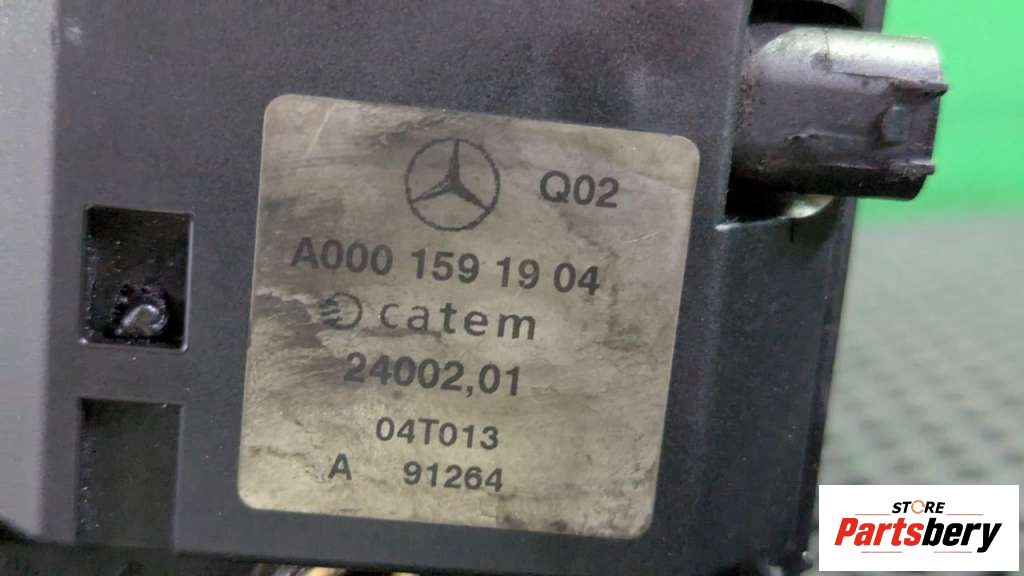 Q02
A000 159 19 04
catem
24002,01
04T013
A 91264
STORE
Partsbery